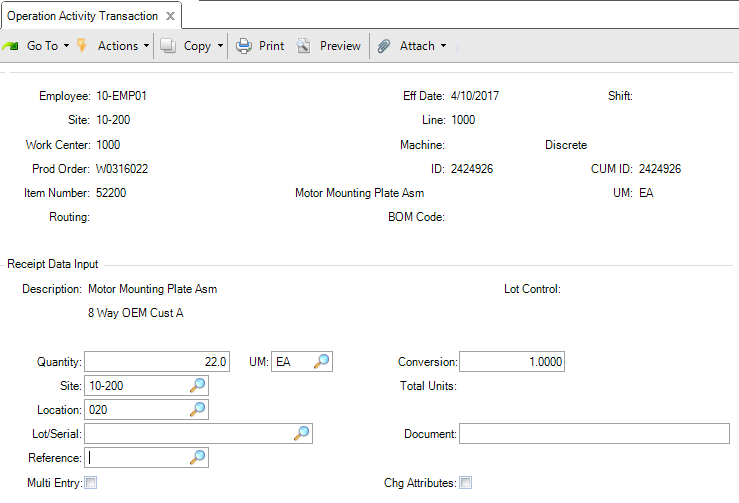 Operation Activity Transaction
Go To Actions Copy Print Preview Attach
Employee: 10-EMP01 Eff Date: 4/10/2017 Shift:
Site: 10-200 Line: 1000
Work Center: 1000 Machine: Discrete
Prod Order: W0316022 ID: 2424926 CUM ID: 2424926
Item Number: 52200 Motor Mounting Plate Asm UM: EA
Routing: BOM Code:
Receipt Data Input
Description: Motor Mounting Plate Asm Lot Control:
8 Way OEM Cust A
Quantity: 22.0 UM: EA Conversion: 1.0000
Site: 10-200 Total Units:
Location: 020
Lot/Serial: Document:
Reference:
Multi Entry: Chg Attributes: